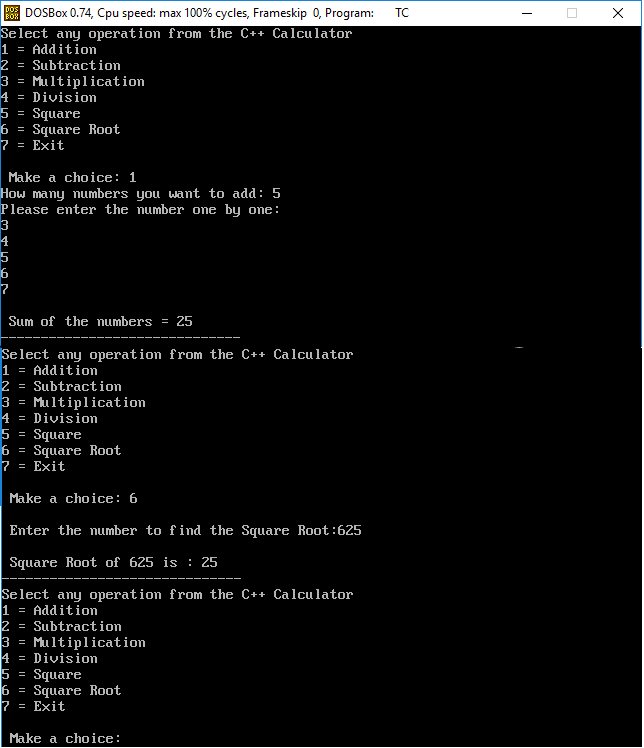 DOSBox 0.74, Cpu speed: max 100% cycles, Frameskip  0, Program:       TC
Select any operation from the C++ Calculator
1 = Addition
2 = Subtraction
3 = Multiplication
4 = Division
5 = Square
6 = Square Root
7 = Exit
Make a choice: 1
How many numbers you want to add: 5
Please enter the number one by one:
3
4
5
6
7
Sum of the numbers = 25
------------------------------
Select any operation from the C++ Calculator
1 = Addition
2 = Subtraction
3 = Multiplication
4 = Division
5 = Square
6 = Square Root
7 = Exit
Make a choice: 6
Enter the number to find the Square Root:625
Square Root of 625 is : 25
------------------------------
Select any operation from the C++ Calculator
1 = Addition
2 = Subtraction
3 = Multiplication
4 = Division
5 = Square
6 = Square Root
7 = Exit
Make a choice: